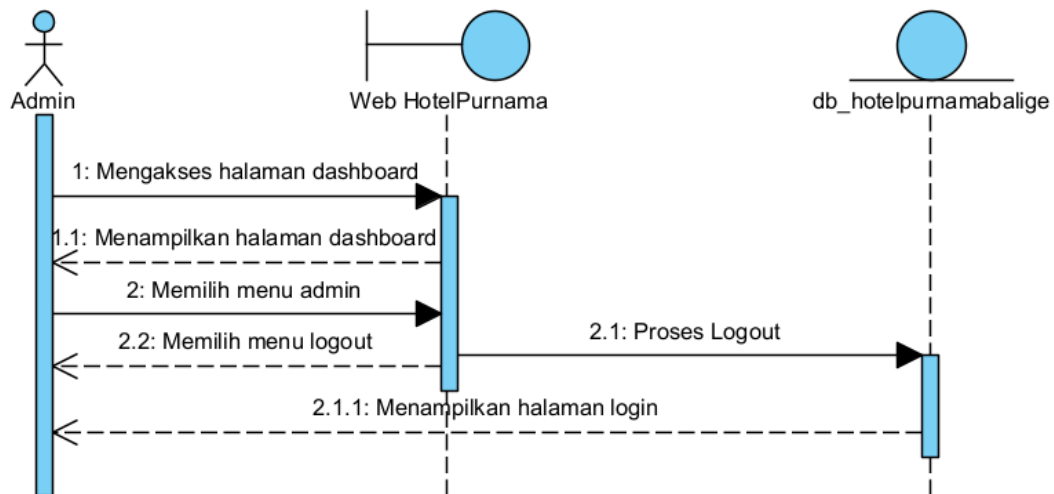 Admin
Web HotelPurnama
db_hotelpurnamabalige
1: Mengakses halaman dashboard
1.1: Menampilkan halaman dashboard
2: Memilih menu admin
2.2: Memilih menu logout
2.1: Proses Logout
2.1.1: Menampilkan halaman login